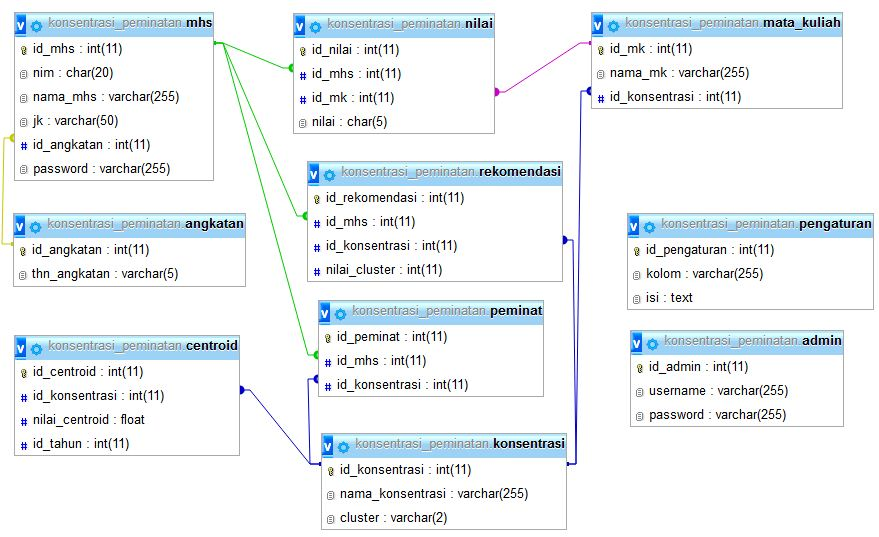 konsentrasi_peminatan.mhs
id_mhs : int(11)
nim : char(20)
nama_mhs : varchar(255)
jk : varchar(50)
id_angkatan : int(11)
password : varchar(255)
konsentrasi_peminatan.nilai
id_nilai : int(11)
id_mhs : int(11)
id_mk : int(11)
nilai : char(5)
konsentrasi_peminatan.mata_kuliah
id_mk : int(11)
nama_mk : varchar(255)
id_konsentrasi : int(11)
konsentrasi_peminatan.rekomendasi
id_rekomendasi : int(11)
id_mhs : int(11)
id_konsentrasi : int(11)
nilai_cluster : int(11)
konsentrasi_peminatan.angkatan
id_angkatan : int(11)
thn_angkatan : varchar(5)
konsentrasi_peminatan.pengaturan
id_pengaturan : int(11)
kolom : varchar(255)
isi : text
konsentrasi_peminatan.peminat
id_peminat : int(11)
id_mhs : int(11)
id_konsentrasi : int(11)
konsentrasi_peminatan.centroid
id_centroid : int(11)
id_konsentrasi : int(11)
nilai_centroid : float
id_tahun : int(11)
konsentrasi_peminatan.admin
id_admin : int(11)
username : varchar(255)
password : varchar(255)
konsentrasi_peminatan.konsentrasi
id_konsentrasi : int(11)
nama_konsentrasi : varchar(255)
cluster : varchar(2)